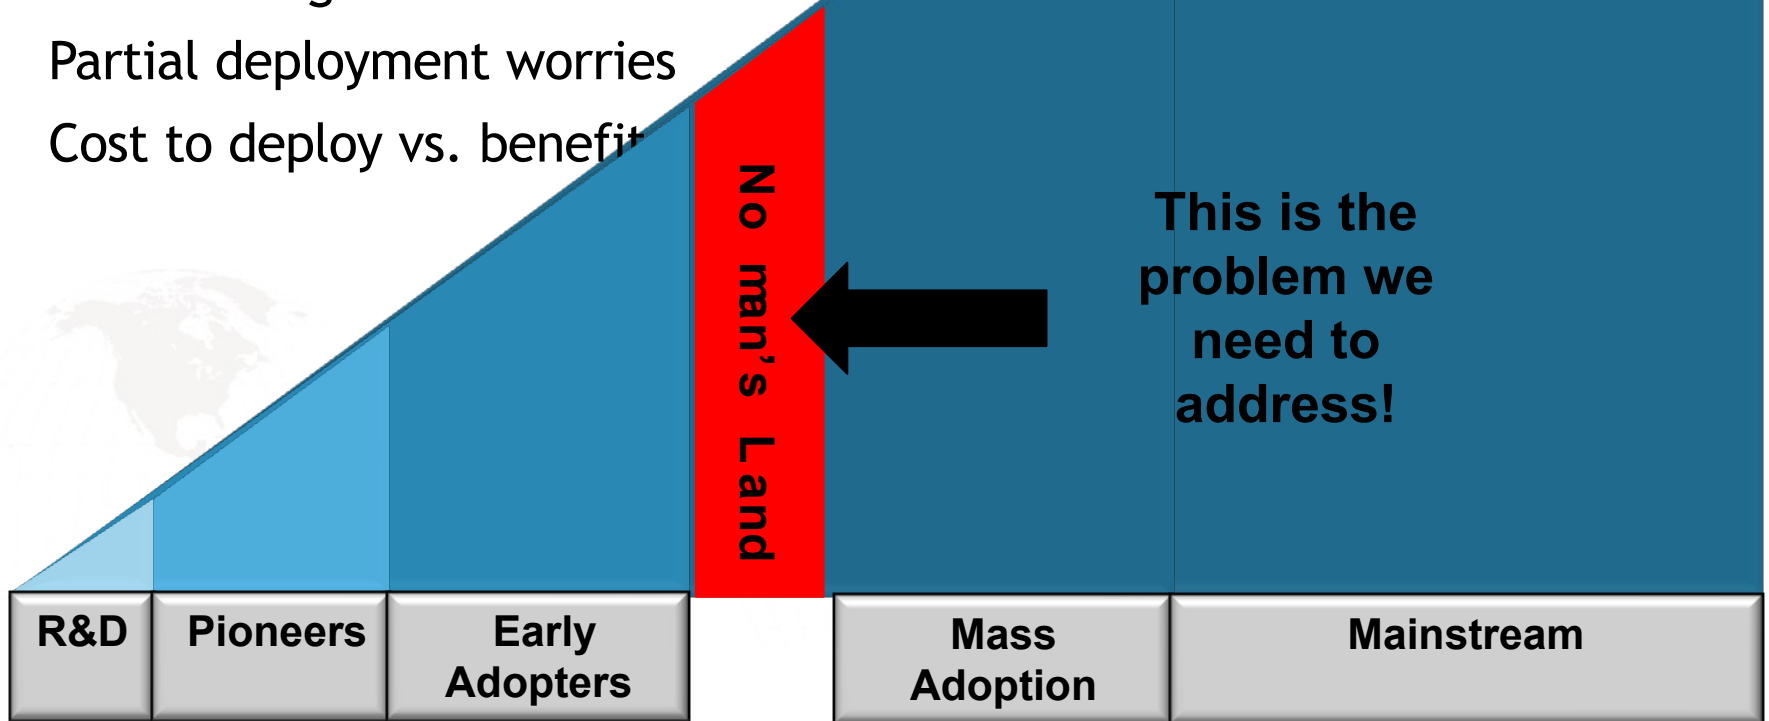 Partial deployment worries
Cost to deploy vs. benefit
No man's Land
This is the
problem we
need to
address!
R&D
Pioneers
Early
Adopters
Mass
Adoption
Mainstream